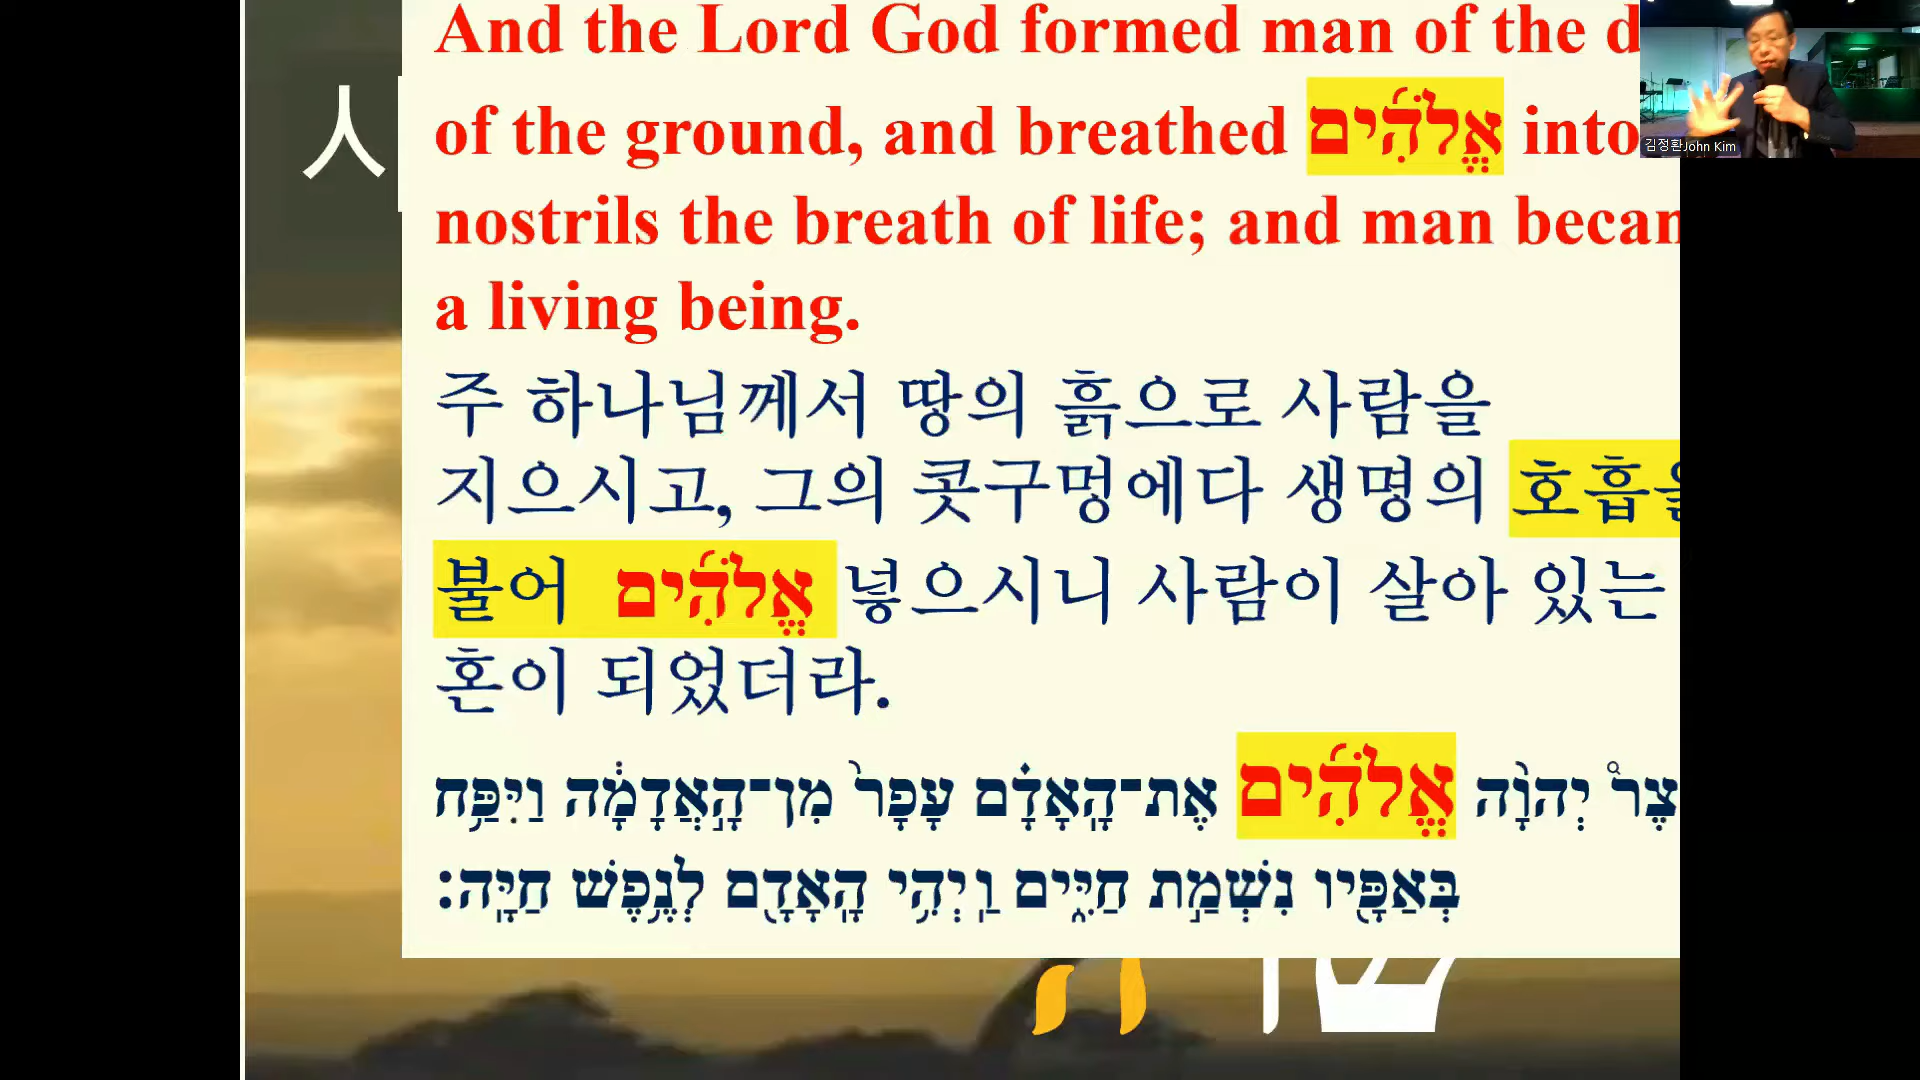 And the Lord God formed man of the d
of the ground, and breathed אֱלֹהִ֜ים into
nostrils the breath of life; and man becam
a living being.
주 하나님께서 땅의 흙으로 사람을
지으시고, 그의 콧구멍에다 생명의 호흡을
불어 אֱלֹהִ֜ים 넣으시니 사람이 살아 있는
혼이 되었더라.
צֶר֩ יְהוָ֨ה אֱלֹהִ֜ים אֶת־הָֽאָדָ֗ם עָפָר֙ מִן־הָ֣אֲדָמָ֔ה וַיִּפַּ֥ח
בְּאַפָּ֖יו נִשְׁמַ֣ת חַיִּ֑ים וַֽיְהִ֥י הָֽאָדָ֖ם לְנֶ֥פֶשׁ חַיָּֽה׃
김정환John Kim